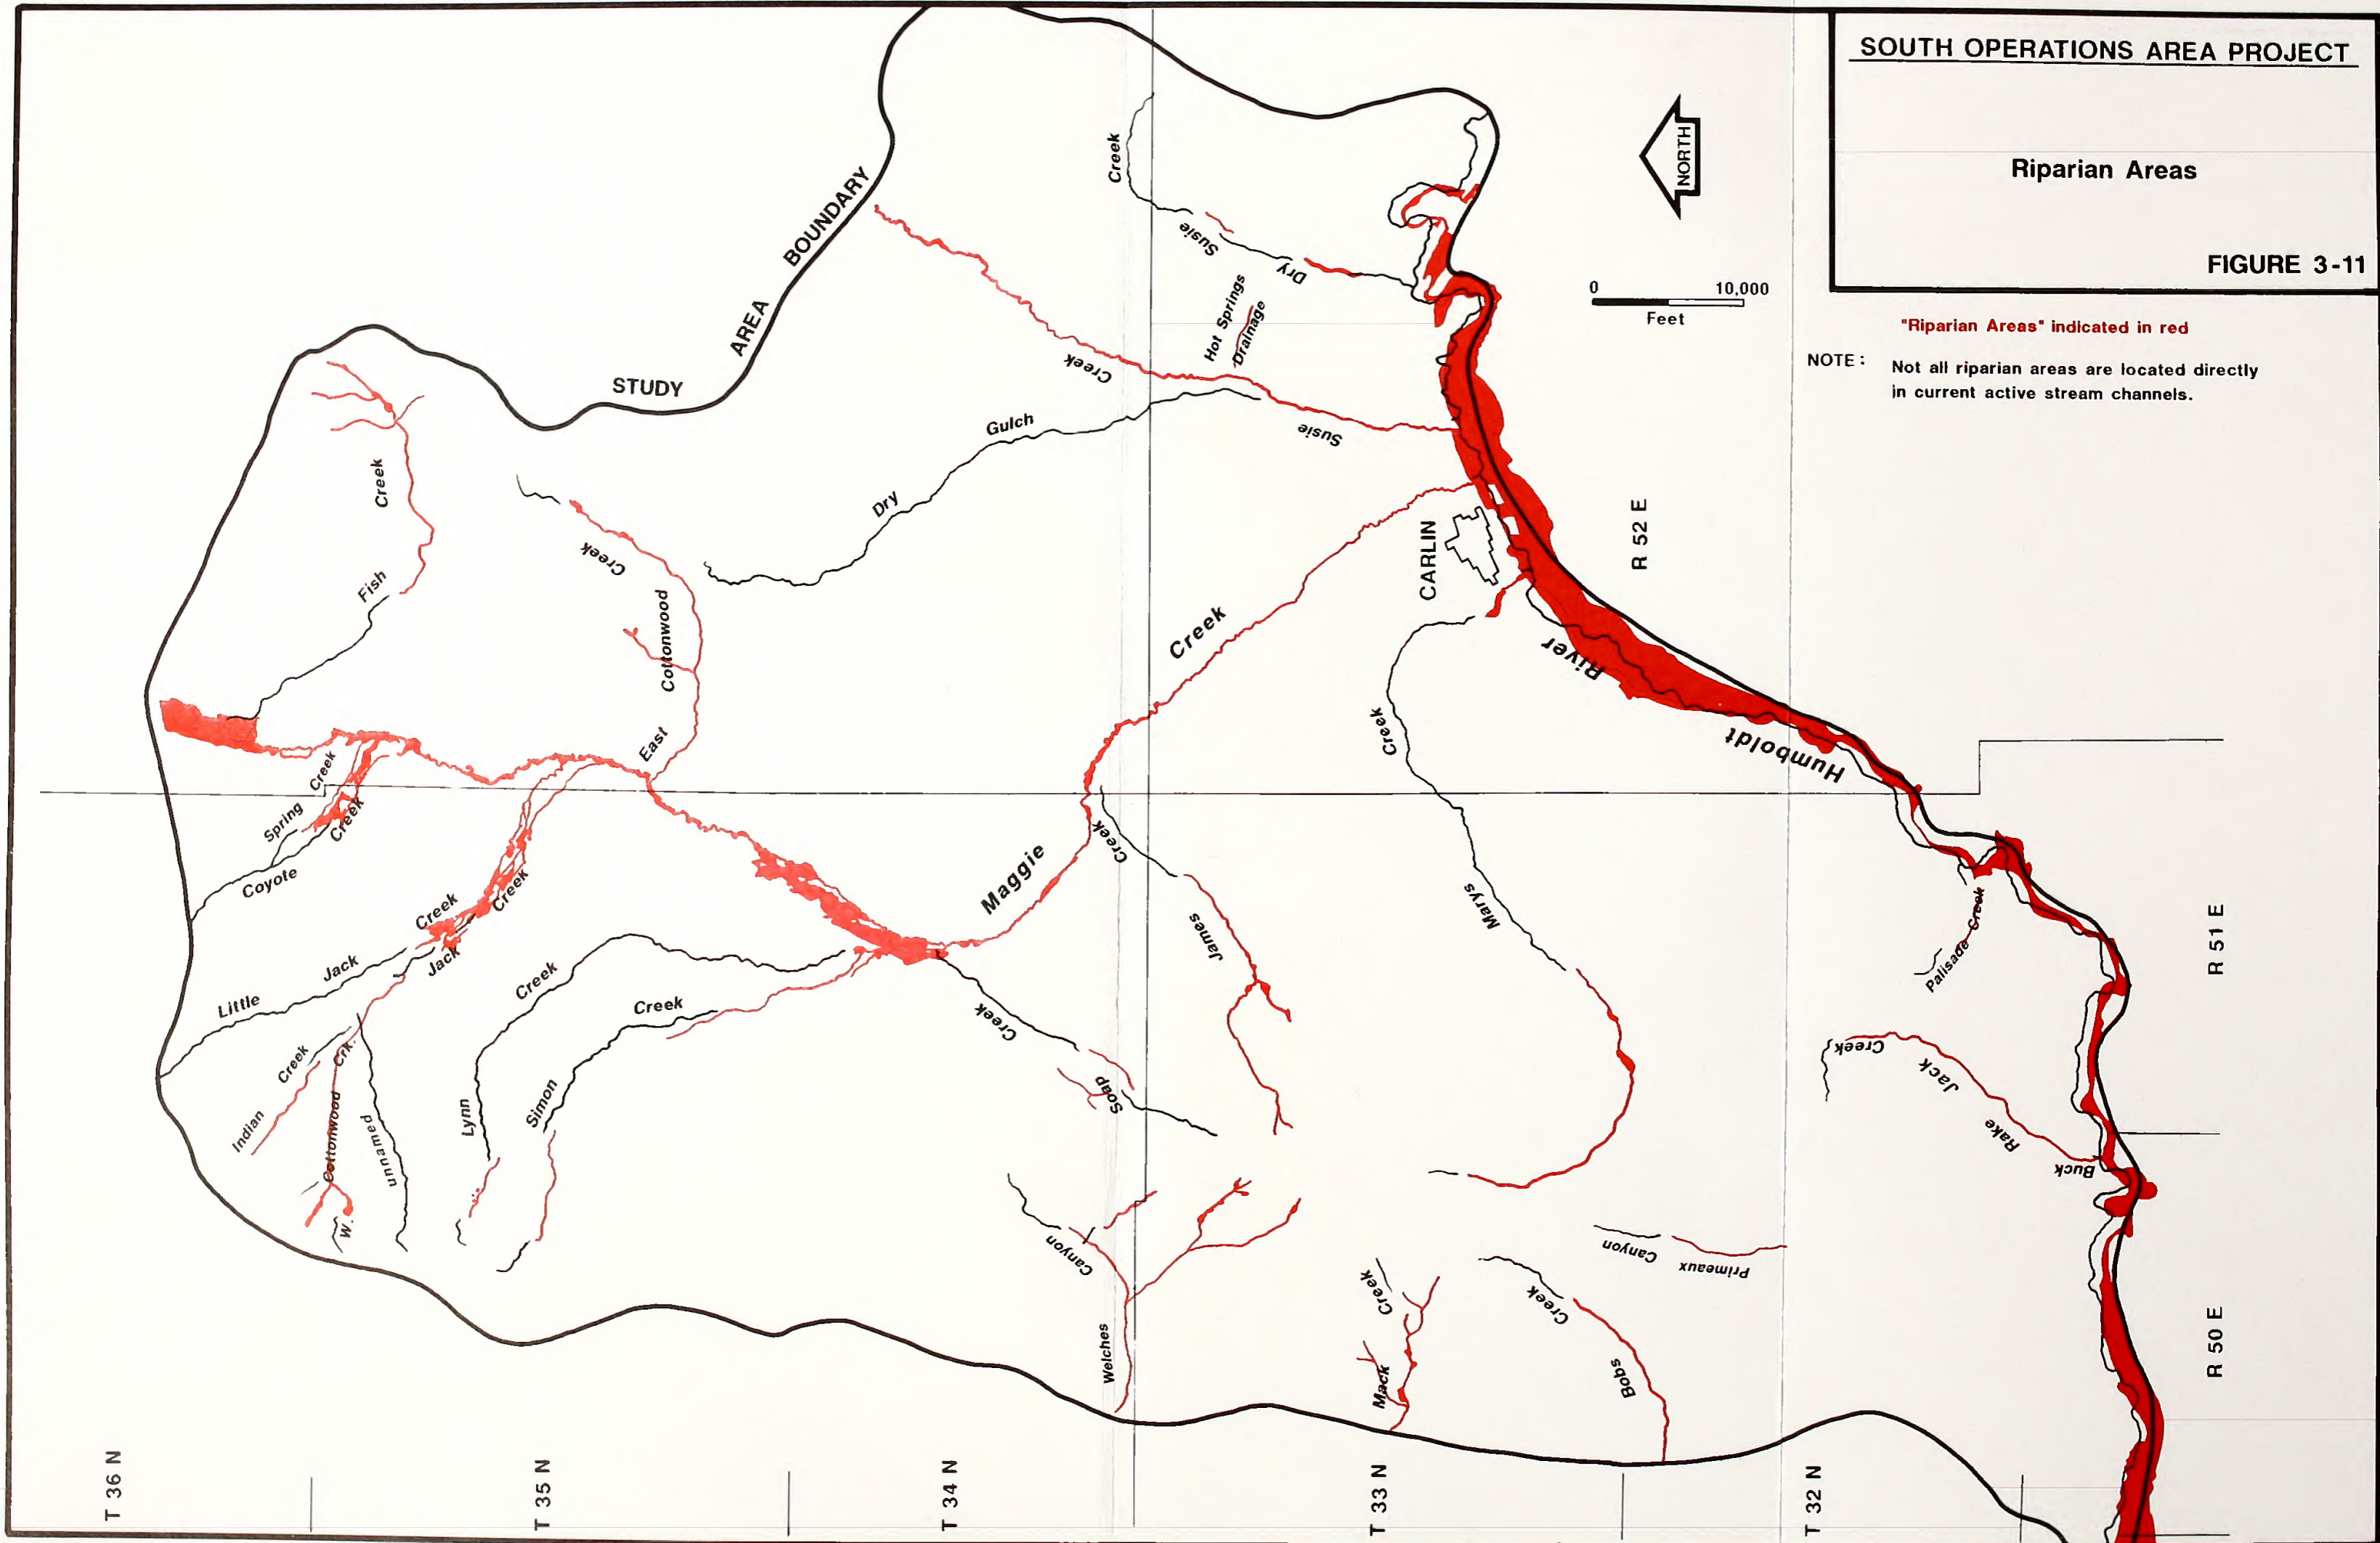 SOUTH OPERATIONS AREA PROJECT
Riparian Areas
FIGURE 3-11
"Riparian Areas" indicated in red
NOTE: Not all riparian areas are located directly
in current active stream channels.
NORTH
0 10,000
Feet
STUDY AREA BOUNDARY
Creek
Susie
Dry
Hot Springs
Drainage
Creek
Susie
Gulch
Dry
Creek
Fish
Creek
Cottonwood
East
CARLIN
R 52 E
Creek
Maggie
River
Humboldt
Creek
Marys
Spring Creek
Coyote Creek
Little Jack Creek
Jack Creek
Indian Creek
W. Cottonwood Crk.
unnamed
Lynn Creek
Simon Creek
Creek
Soap
Creek
James
Palisade Creek
R 51 E
Creek
Jack
Rake
Buck
Canyon
Welches
Mack Creek
Creek
Bobs
Canyon
Primeaux
R 50 E
T 36 N
T 35 N
T 34 N
T 33 N
T 32 N